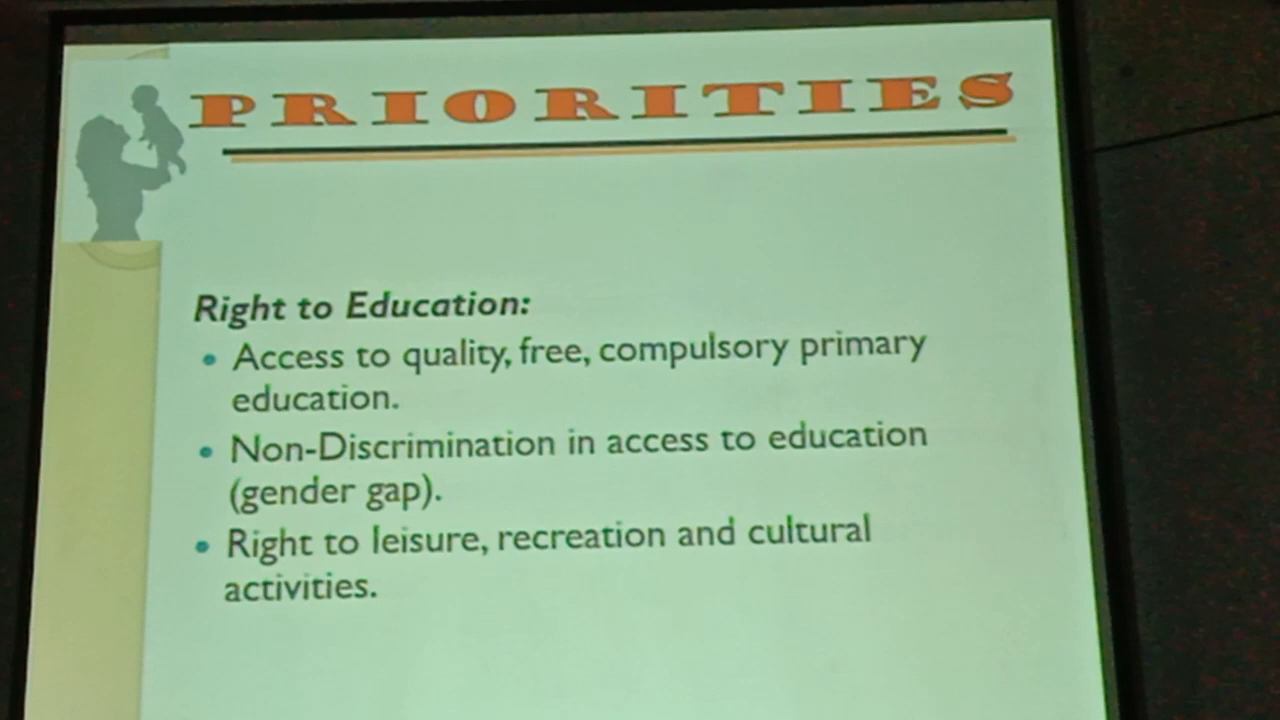 PRIORITIES
Right to Education:
• Access to quality, free, compulsory primary
education.
• Non-Discrimination in access to education
(gender gap).
• Right to leisure, recreation and cultural
activities.